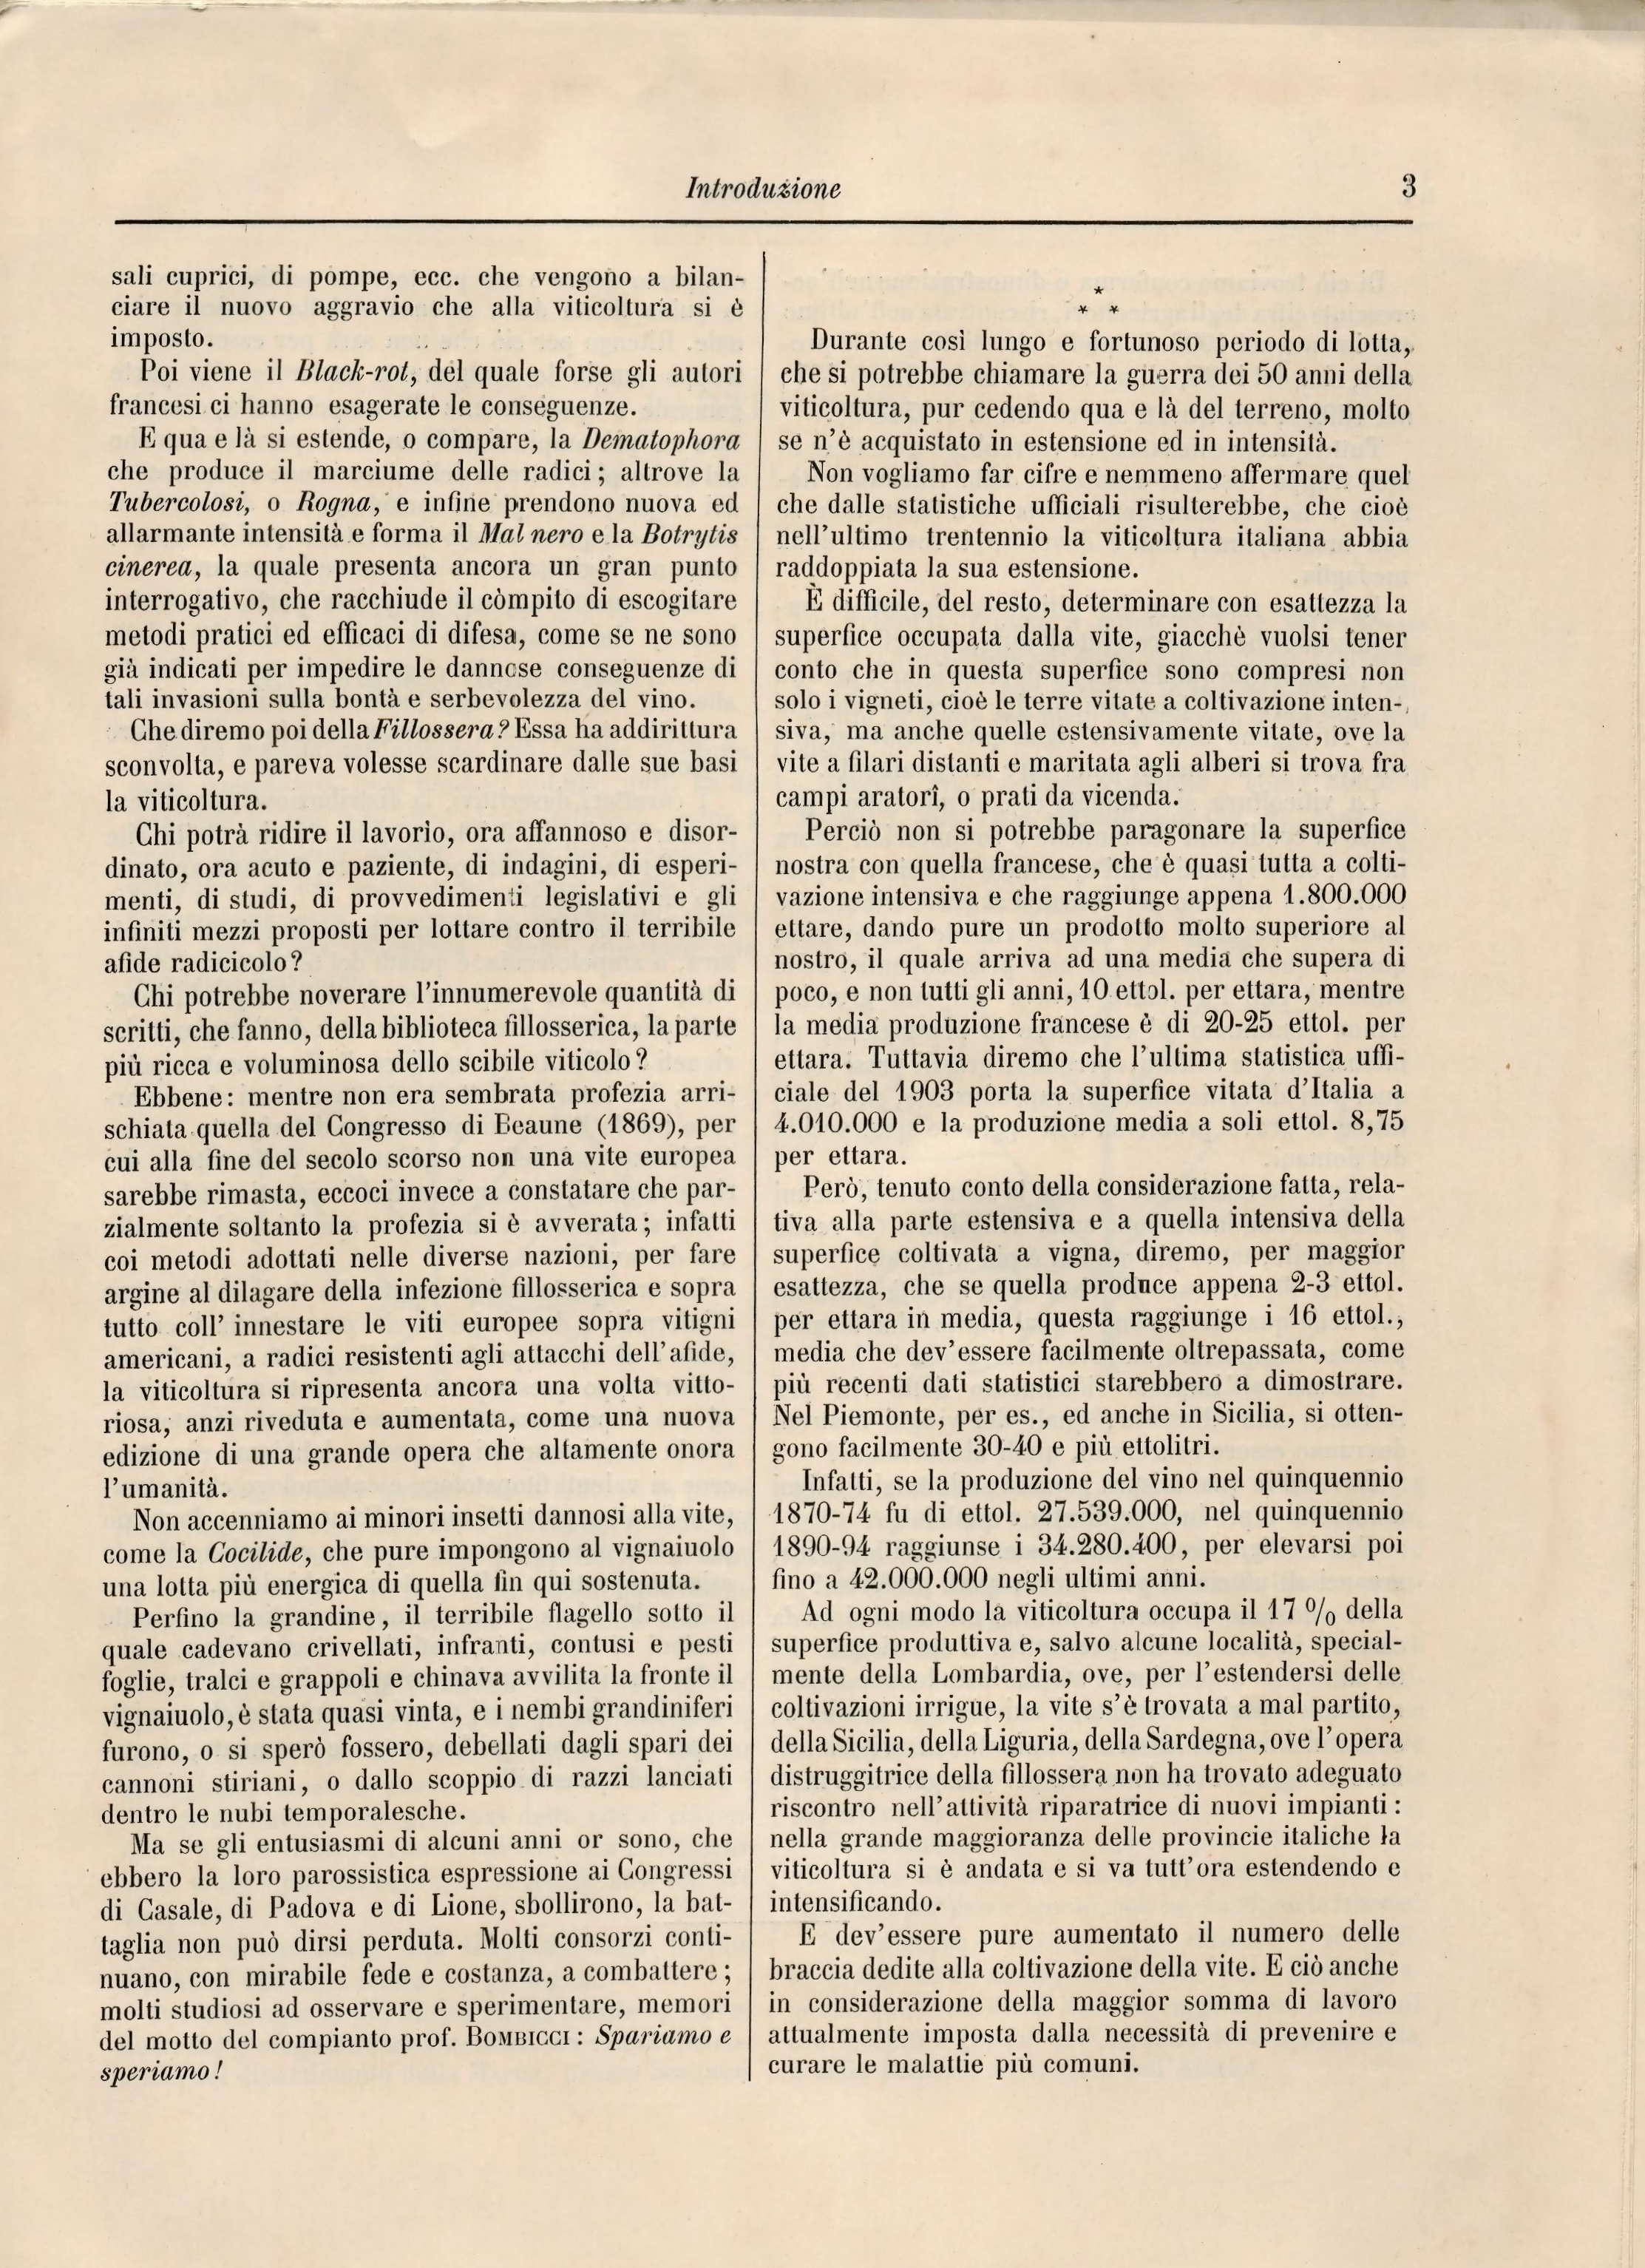 Introduzione
3
sali cuprici, di pompe, ecc. che vengono a bilan-
ciare il nuovo aggravio che alla viticoltura si è
imposto.
Poi viene il Black-rot, del quale forse gli autori
francesi ci hanno esagerate le conseguenze.
E qua e là si estende, o compare, la Dematophora
che produce il marciume delle radici; altrove la
Tubercolosi, o Rogna, e infine prendono nuova ed
allarmante intensità e forma il Mal nero e la Botrytis
cinerea, la quale presenta ancora un gran punto
interrogativo, che racchiude il còmpito di escogitare
metodi pratici ed efficaci di difesa, come se ne sono
già indicati per impedire le dannose conseguenze di
tali invasioni sulla bontà e serbevolezza del vino.
Che diremo poi della Fillossera? Essa ha addirittura
sconvolta, e pareva volesse scardinare dalle sue basi
la viticoltura.
Chi potrà ridire il lavorìo, ora affannoso e disor-
dinato, ora acuto e paziente, di indagini, di esperi-
menti, di studi, di provvedimenti legislativi e gli
infiniti mezzi proposti per lottare contro il terribile
afide radicicolo?
Chi potrebbe noverare l'innumerevole quantità di
scritti, che fanno, della biblioteca fillosserica, la parte
più ricca e voluminosa dello scibile viticolo?
Ebbene: mentre non era sembrata profezia arri-
schiata quella del Congresso di Beaune (1869), per
cui alla fine del secolo scorso non una vite europea
sarebbe rimasta, eccoci invece a constatare che par-
zialmente soltanto la profezia si è avverata; infatti
coi metodi adottati nelle diverse nazioni, per fare
argine al dilagare della infezione fillosserica e sopra
tutto coll' innestare le viti europee sopra vitigni
americani, a radici resistenti agli attacchi dell'afide,
la viticoltura si ripresenta ancora una volta vitto-
riosa, anzi riveduta e aumentata, come una nuova
edizione di una grande opera che altamente onora
l'umanità.
Non accenniamo ai minori insetti dannosi alla vite,
come la Cocilide, che pure impongono al vignaiuolo
una lotta più energica di quella fin qui sostenuta.
Perfino la grandine, il terribile flagello sotto il
quale cadevano crivellati, infranti, contusi e pesti
foglie, tralci e grappoli e chinava avvilita la fronte il
vignaiuolo, è stata quasi vinta, e i nembi grandiniferi
furono, o si sperò fossero, debellati dagli spari dei
cannoni stiriani, o dallo scoppio di razzi lanciati
dentro le nubi temporalesche.
Ma se gli entusiasmi di alcuni anni or sono, che
ebbero la loro parossistica espressione ai Congressi
di Casale, di Padova e di Lione, sbollirono, la bat-
taglia non può dirsi perduta. Molti consorzi conti-
nuano, con mirabile fede e costanza, a combattere;
molti studiosi ad osservare e sperimentare, memori
del motto del compianto prof. BOMBICCI: Spariamo e
speriamo!
*
* *
Durante così lungo e fortunoso periodo di lotta,
che si potrebbe chiamare la guerra dei 50 anni della
viticoltura, pur cedendo qua e là del terreno, molto
se n'è acquistato in estensione ed in intensità.
Non vogliamo far cifre e nemmeno affermare quel
che dalle statistiche ufficiali risulterebbe, che cioè
nell'ultimo trentennio la viticoltura italiana abbia
raddoppiata la sua estensione.
È difficile, del resto, determinare con esattezza la
superfice occupata dalla vite, giacchè vuolsi tener
conto che in questa superfice sono compresi non
solo i vigneti, cioè le terre vitate a coltivazione inten-
siva, ma anche quelle estensivamente vitate, ove la
vite a filari distanti e maritata agli alberi si trova fra
campi aratorî, o prati da vicenda.
Perciò non si potrebbe paragonare la superfice
nostra con quella francese, che è quasi tutta a colti-
vazione intensiva e che raggiunge appena 1.800.000
ettare, dando pure un prodotto molto superiore al
nostro, il quale arriva ad una media che supera di
poco, e non tutti gli anni, 10 ettol. per ettara, mentre
la media produzione francese è di 20-25 ettol. per
ettara. Tuttavia diremo che l'ultima statistica uffi-
ciale del 1903 porta la superfice vitata d'Italia a
4.010.000 e la produzione media a soli ettol. 8,75
per ettara.
Però, tenuto conto della considerazione fatta, rela-
tiva alla parte estensiva e a quella intensiva della
superfice coltivata a vigna, diremo, per maggior
esattezza, che se quella produce appena 2-3 ettol.
per ettara in media, questa raggiunge i 16 ettol.,
media che dev'essere facilmente oltrepassata, come
più recenti dati statistici starebbero a dimostrare.
Nel Piemonte, per es., ed anche in Sicilia, si otten-
gono facilmente 30-40 e più ettolitri.
Infatti, se la produzione del vino nel quinquennio
1870-74 fu di ettol. 27.539.000, nel quinquennio
1890-94 raggiunse i 34.280.400, per elevarsi poi
fino a 42.000.000 negli ultimi anni.
Ad ogni modo la viticoltura occupa il 17 % della
superfice produttiva e, salvo alcune località, special-
mente della Lombardia, ove, per l'estendersi delle
coltivazioni irrigue, la vite s'è trovata a mal partito,
della Sicilia, della Liguria, della Sardegna, ove l'opera
distruggitrice della fillossera non ha trovato adeguato
riscontro nell'attività riparatrice di nuovi impianti:
nella grande maggioranza delle provincie italiche la
viticoltura si è andata e si va tutt'ora estendendo e
intensificando.
E dev'essere pure aumentato il numero delle
braccia dedite alla coltivazione della vite. E ciò anche
in considerazione della maggior somma di lavoro
attualmente imposta dalla necessità di prevenire e
curare le malattie più comuni.